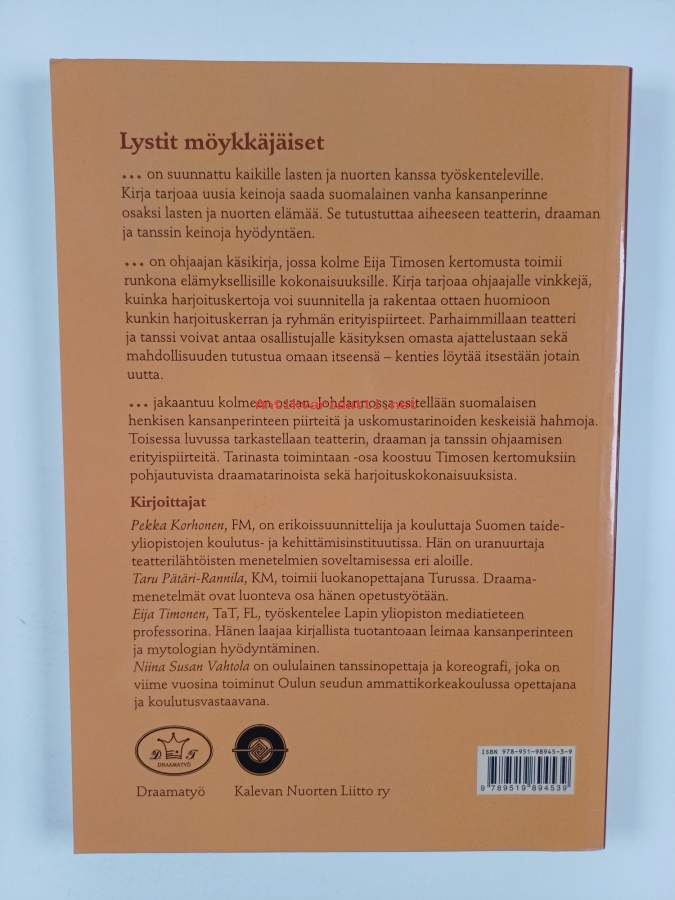 Lystit möykkäjäiset
... on suunnattu kaikille lasten ja nuorten kanssa työskenteleville.
Kirja tarjoaa uusia keinoja saada suomalainen vanha kansanperinne
osaksi lasten ja nuorten elämää. Se tutustuttaa aiheeseen teatterin, draaman
ja tanssin keinoja hyödyntäen.
... on ohjaajan käsikirja, jossa kolme Eija Timosen kertomusta toimii
runkona elämyksellisille kokonaisuuksille. Kirja tarjoaa ohjaajalle vinkkejä,
kuinka harjoituskertoja voi suunnitella ja rakentaa ottaen huomioon
kunkin harjoituskerran ja ryhmän erityispiirteet. Parhaimmillaan teatteri
ja tanssi voivat antaa osallistujalle käsityksen omasta ajattelustaan sekä
mahdollisuuden tutustua omaan itseensä – kenties löytää itsestään jotain
uutta.
... jakaantuu kolmeen osaan. Johdannossa esitellään suomalaisen
henkisen kansanperinteen piirteitä ja uskomustarinoiden keskeisiä hahmoja.
Toisessa luvussa tarkastellaan teatterin, draaman ja tanssin ohjaamisen
erityispiirteitä. Tarinasta toimintaan -osa koostuu Timosen kertomuksiin
pohjautuvista draamatarinoista sekä harjoituskokonaisuuksista.
Kirjoittajat
Pekka Korhonen, FM, on erikoissuunnittelija ja kouluttaja Suomen taide-
yliopistojen koulutus- ja kehittämisinstituutissa. Hän on uranuurtaja
teatterilähtöisten menetelmien soveltamisessa eri aloille.
Taru Pätäri-Rannila, KM, toimii luokanopettajana Turussa. Draama-
menetelmät ovat luonteva osa hänen opetustyötään.
Eija Timonen, TaT, FL, työskentelee Lapin yliopiston mediatieteen
professorina. Hänen laajaa kirjallista tuotantoaan leimaa kansanperinteen
ja mytologian hyödyntäminen.
Niina Susan Vahtola on oululainen tanssinopettaja ja koreografi, joka on
viime vuosina toiminut Oulun seudun ammattikorkeakoulussa opettajana
ja koulutusvastaavana.
D T
DRAAMATYÖ
Draamatyö
Kalevan Nuorten Liitto ry
ISBN 978-951-98945-3-9
9 789519 894539